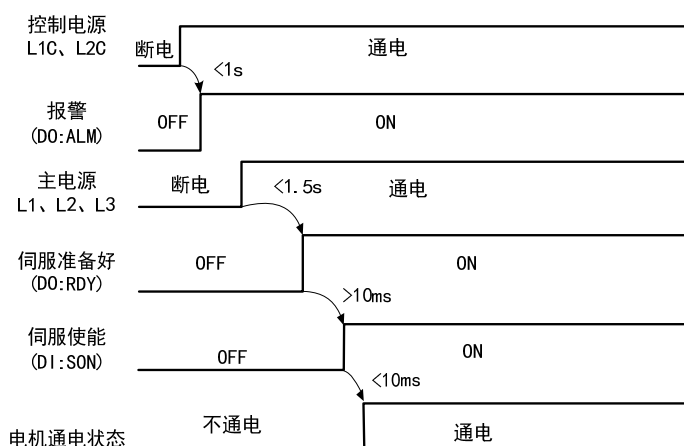 控制电源
L1C、L2C
断电
通电
<1s
报警
(DO:ALM)
OFF
ON
主电源
L1、L2、L3
断电
<1.5s
通电
伺服准备好
(DO:RDY)
OFF
ON
>10ms
伺服使能
(DI:SON)
OFF
ON
<10ms
电机通电状态
不通电
通电